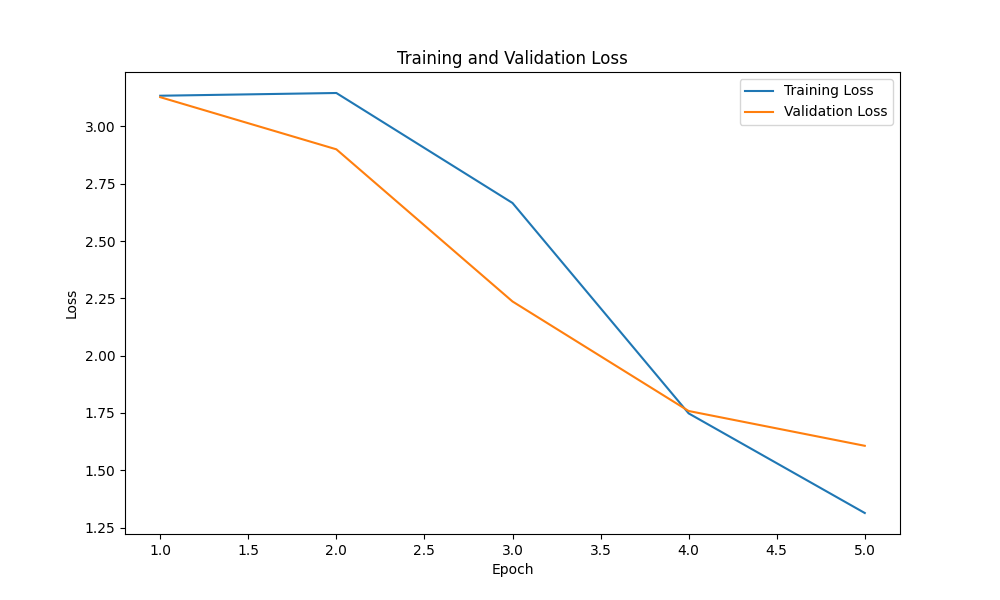 Training and Validation Loss
Training Loss
Validation Loss
3.00
2.75
2.50
2.25
2.00
1.75
1.50
1.25
Loss
1.0 1.5 2.0 2.5 3.0 3.5 4.0 4.5 5.0
Epoch